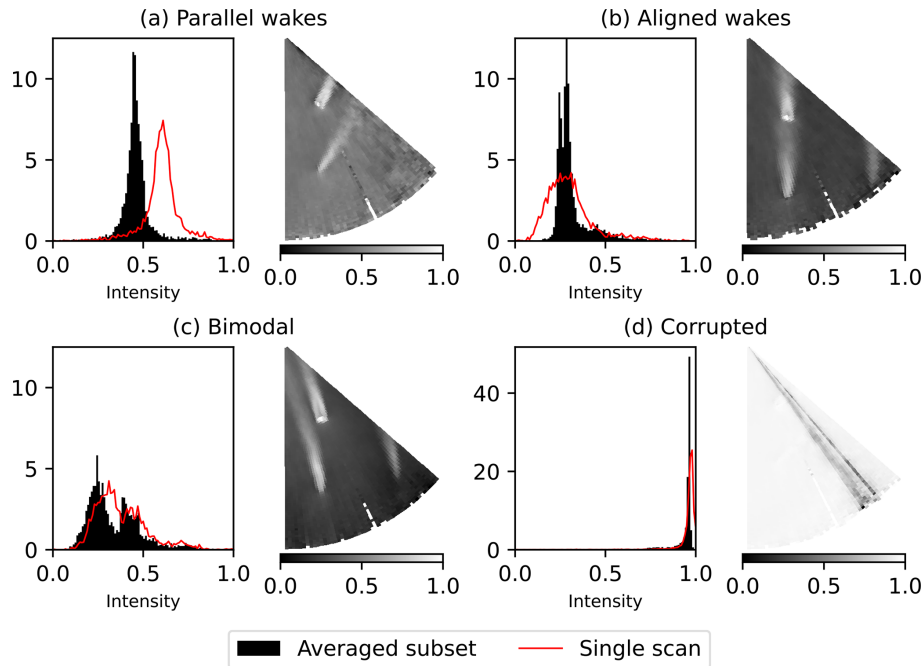 (a) Parallel wakes
(b) Aligned wakes
10
5
0
0.0 0.5 1.0
Intensity
0.0 0.5 1.0
10
5
0
0.0 0.5 1.0
Intensity
0.0 0.5 1.0
(c) Bimodal
(d) Corrupted
10
5
0
0.0 0.5 1.0
Intensity
0.0 0.5 1.0
40
20
0
0.0 0.5 1.0
Intensity
0.0 0.5 1.0
Averaged subset
Single scan